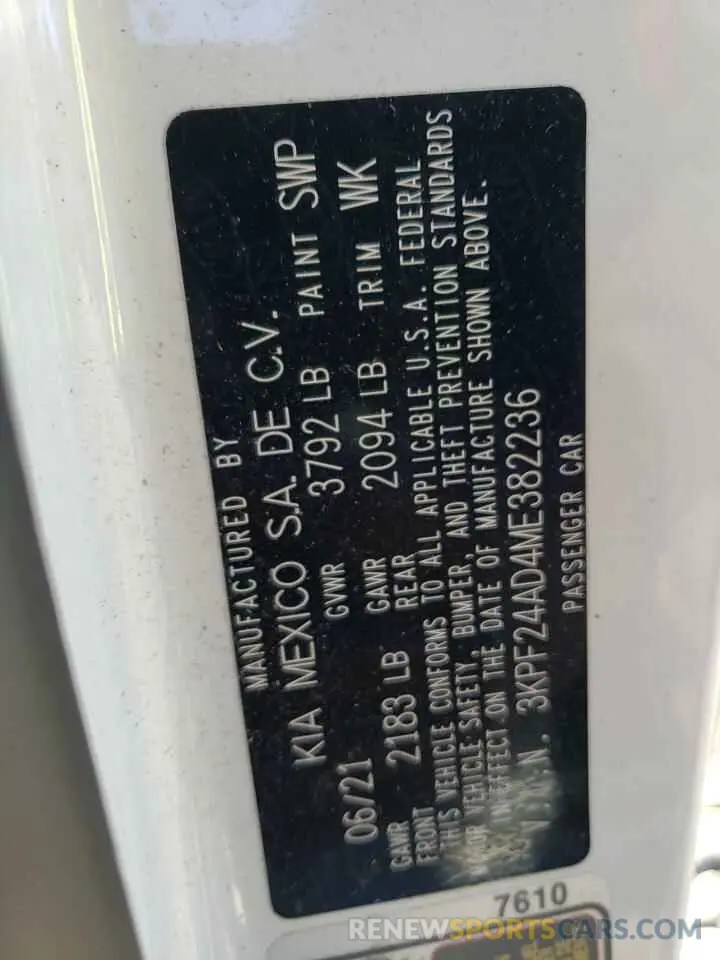 MANUFACTURED BY
KIA MEXICO S.A. DE C.V.
06/21 GVWR 3792 LB PAINT SWP
GAWR FRONT 2183 LB GAWR REAR 2094 LB TRIM WK
THIS VEHICLE CONFORMS TO ALL APPLICABLE U.S.A. FEDERAL
MOTOR VEHICLE SAFETY, BUMPER, AND THEFT PREVENTION STANDARDS
IN EFFECT ON THE DATE OF MANUFACTURE SHOWN ABOVE.
V.I.N. 3KPF24AD4ME382236
PASSENGER CAR
7610
RENEWSPORTSCARS.COM